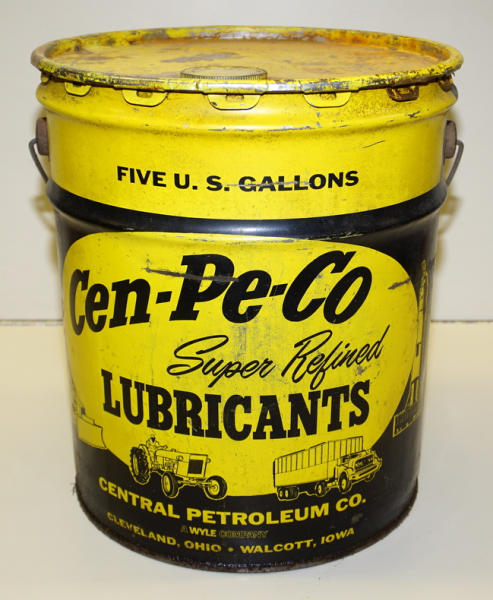 FIVE U. S. GALLONS
Cen-Pe-Co
Super Refined
LUBRICANTS
CENTRAL PETROLEUM CO.
A WYLE COMPANY
CLEVELAND, OHIO • WALCOTT, IOWA